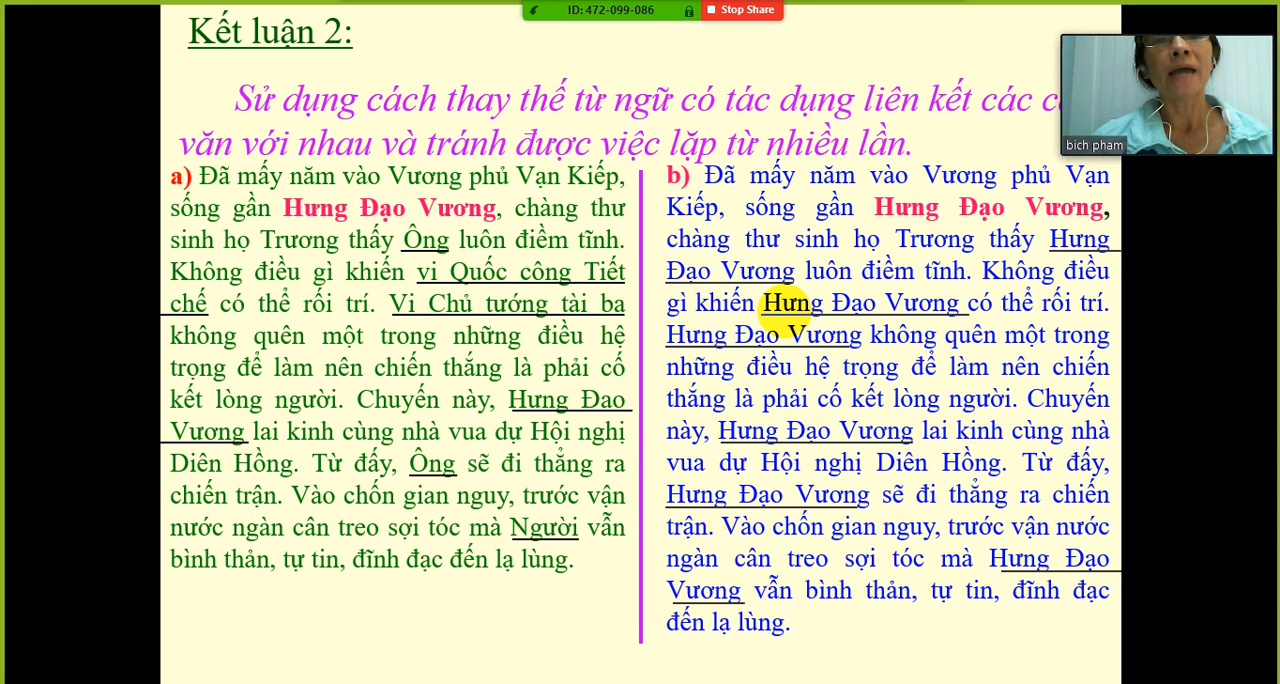 ID: 472-099-086
Stop Share
Kết luận 2:
Sử dụng cách thay thế từ ngữ có tác dụng liên kết các
văn với nhau và tránh được việc lặp từ nhiều lần.
bich pham
a) Đã mấy năm vào Vương phủ Vạn Kiếp,
sống gần Hưng Đạo Vương, chàng thư
sinh họ Trương thấy Ông luôn điềm tĩnh.
Không điều gì khiến vị Quốc công Tiết
chế có thể rối trí. Vị Chủ tướng tài ba
không quên một trong những điều hệ
trọng để làm nên chiến thắng là phải cố
kết lòng người. Chuyến này, Hưng Đạo
Vương lai kinh cùng nhà vua dự Hội nghị
Diên Hồng. Từ đấy, Ông sẽ đi thẳng ra
chiến trận. Vào chốn gian nguy, trước vận
nước ngàn cân treo sợi tóc mà Người vẫn
bình thản, tự tin, đĩnh đạc đến lạ lùng.
b) Đã mấy năm vào Vương phủ Vạn
Kiếp, sống gần Hưng Đạo Vương,
chàng thư sinh họ Trương thấy Hưng
Đạo Vương luôn điềm tĩnh. Không điều
gì khiến Hưng Đạo Vương có thể rối trí.
Hưng Đạo Vương không quên một trong
những điều hệ trọng để làm nên chiến
thắng là phải cố kết lòng người. Chuyến
này, Hưng Đạo Vương lai kinh cùng nhà
vua dự Hội nghị Diên Hồng. Từ đấy,
Hưng Đạo Vương sẽ đi thẳng ra chiến
trận. Vào chốn gian nguy, trước vận nước
ngàn cân treo sợi tóc mà Hưng Đạo
Vương vẫn bình thản, tự tin, đĩnh đạc
đến lạ lùng.